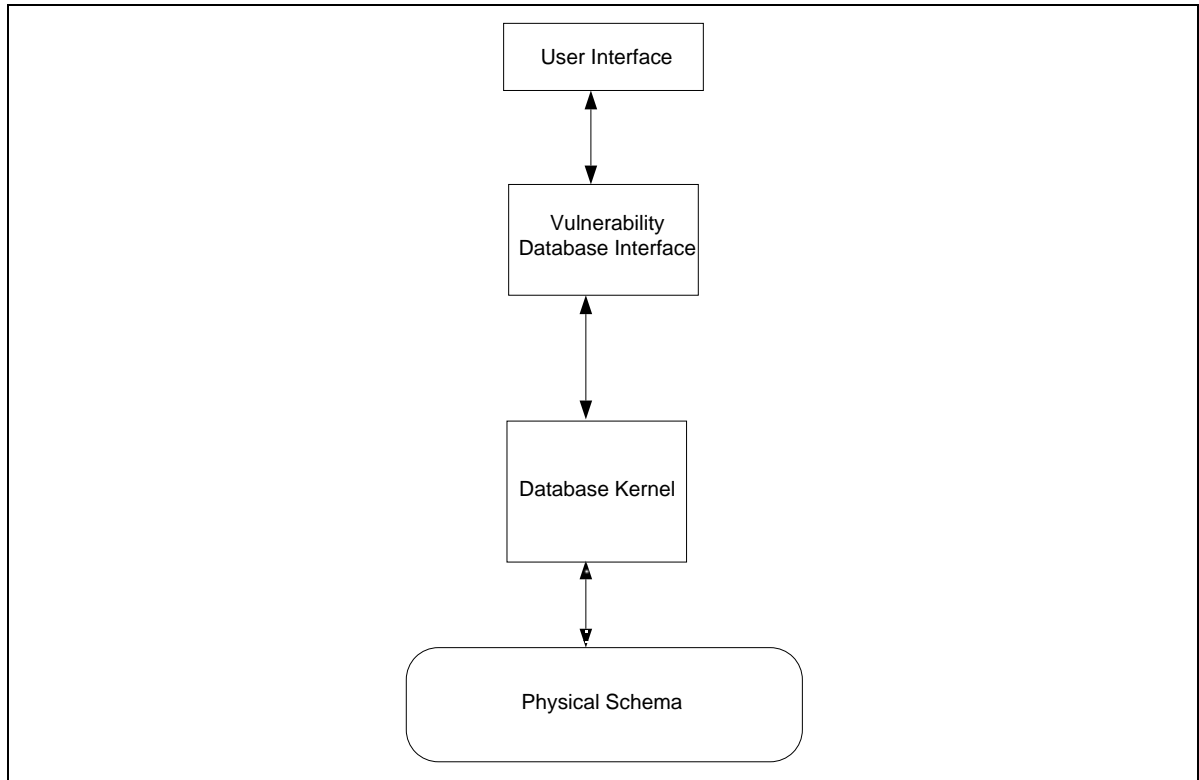 User Interface
Vulnerability
Database Interface
Database Kernel
Physical Schema